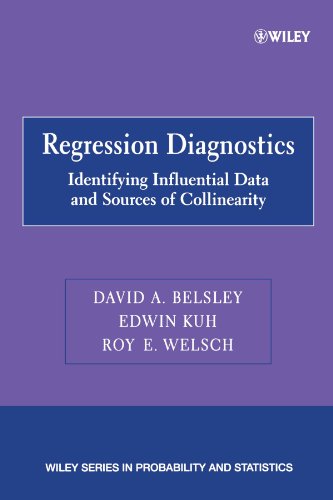 WILEY
Regression Diagnostics
Identifying Influential Data
and Sources of Collinearity
DAVID A. BELSLEY
EDWIN KUH
ROY E. WELSCH
WILEY SERIES IN PROBABILITY AND STATISTICS